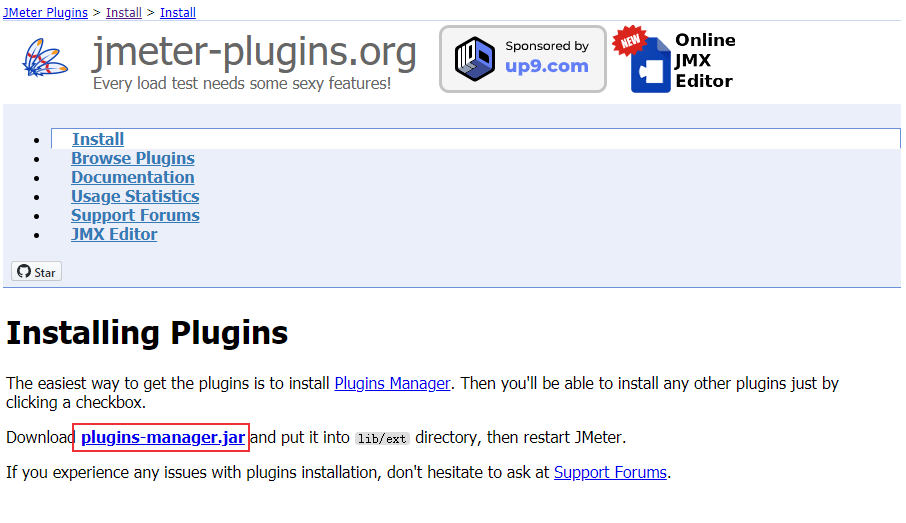 JMeter Plugins > Install > Install
jmeter-plugins.org
Every load test needs some sexy features!
Sponsored by
up9.com
NEW
Online
JMX
Editor
Install
Browse Plugins
Documentation
Usage Statistics
Support Forums
JMX Editor
Star
Installing Plugins
The easiest way to get the plugins is to install Plugins Manager. Then you'll be able to install any other plugins just by
clicking a checkbox.
Download plugins-manager.jar and put it into lib/ext directory, then restart JMeter.
If you experience any issues with plugins installation, don't hesitate to ask at Support Forums.